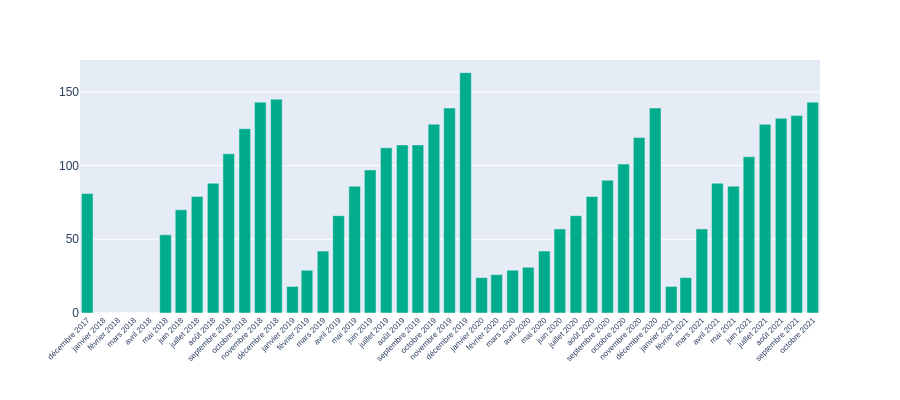 150
100
50
0
décembre 2017
janvier 2018
février 2018
mars 2018
avril 2018
mai 2018
juin 2018
juillet 2018
août 2018
septembre 2018
octobre 2018
novembre 2018
décembre 2018
janvier 2019
février 2019
mars 2019
avril 2019
mai 2019
juin 2019
juillet 2019
août 2019
septembre 2019
octobre 2019
novembre 2019
décembre 2019
janvier 2020
février 2020
mars 2020
avril 2020
mai 2020
juin 2020
juillet 2020
août 2020
septembre 2020
octobre 2020
novembre 2020
décembre 2020
janvier 2021
février 2021
mars 2021
avril 2021
mai 2021
juin 2021
juillet 2021
août 2021
septembre 2021
octobre 2021